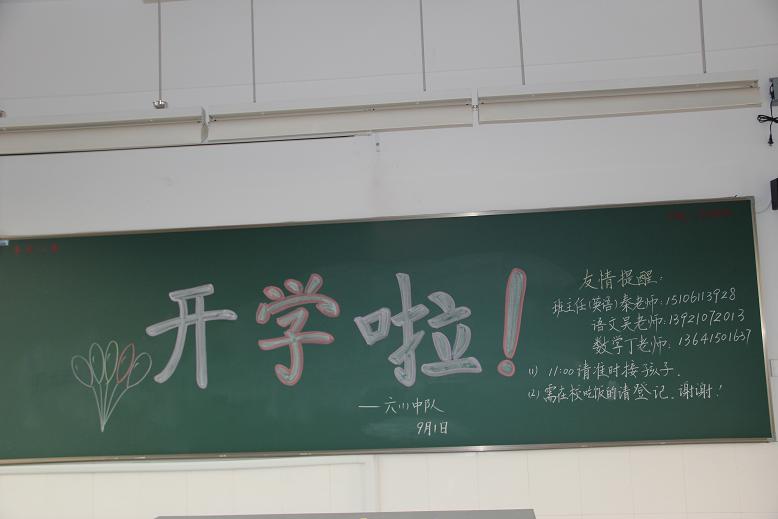 开学啦!
——六(1)中队
9月1日
友情提醒:
班主任(英语)秦老师:15106113928
语文吴老师:13921072013
数学丁老师:13641501657
(1) 11:00请准时接孩子.
(2) 需在校吃饭的请登记.谢谢!